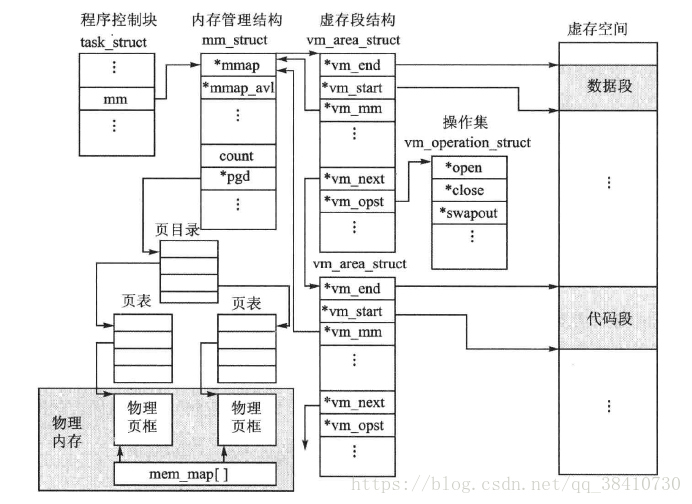 程序控制块
task_struct
⋮
mm
⋮
内存管理结构
mm_struct
*mmap
*mmap_avl
⋮
count
*pgd
⋮
虚存段结构
vm_area_struct
*vm_end
*vm_start
*vm_mm
⋮
*vm_next
*vm_opst
⋮
操作集
vm_operation_struct
*open
*close
*swapout
⋮
虚存空间
数据段
⋮
代码段
⋮
vm_area_struct
*vm_end
*vm_start
*vm_mm
⋮
*vm_next
*vm_opst
⋮
页目录
页表
页表
物理
内存
物理
页框
物理
页框
mem_map[ ]
https://blog.csdn.net/qq_38410730